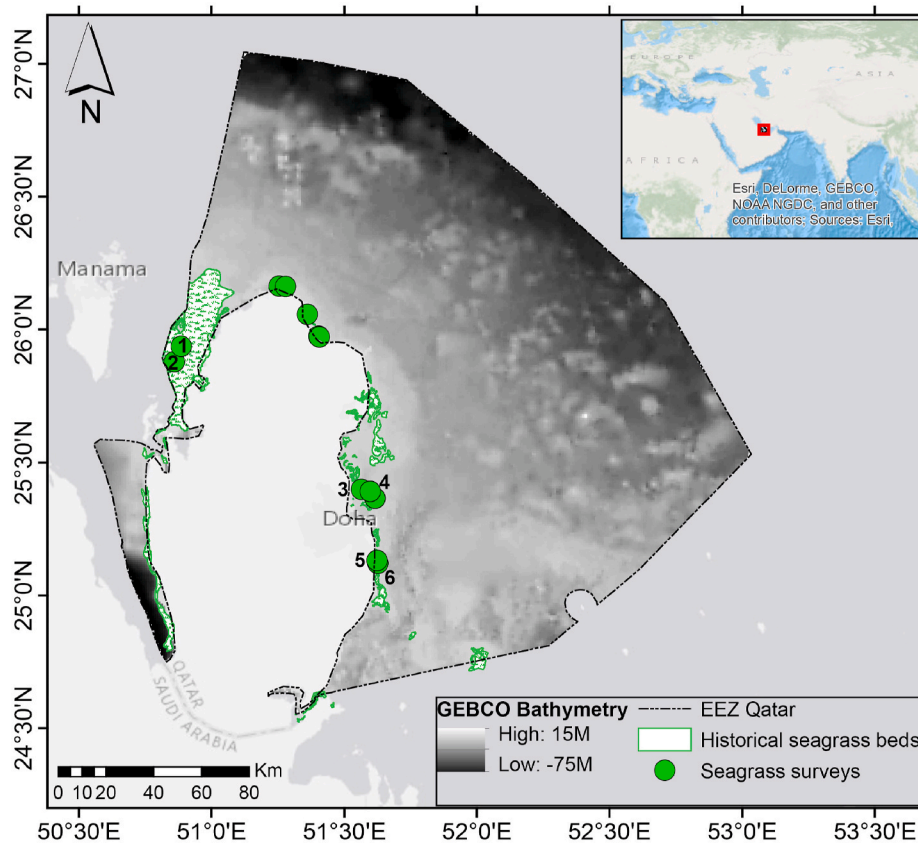 27°0'N
26°30'N
26°0'N
25°30'N
25°0'N
24°30'N
N
EUROPE
ASIA
AFRICA
Esri, DeLorme, GEBCO,
NOAA NGDC, and other
contributors; Sources: Esri,
Manama
1
2
3
4
Doha
5
6
QATAR
SAUDI ARABIA
GEBCO Bathymetry
High: 15M
Low: -75M
EEZ Qatar
Historical seagrass beds
Seagrass surveys
Km
0 10 20 40 60 80
50°30'E 51°0'E 51°30'E 52°0'E 52°30'E 53°0'E 53°30'E